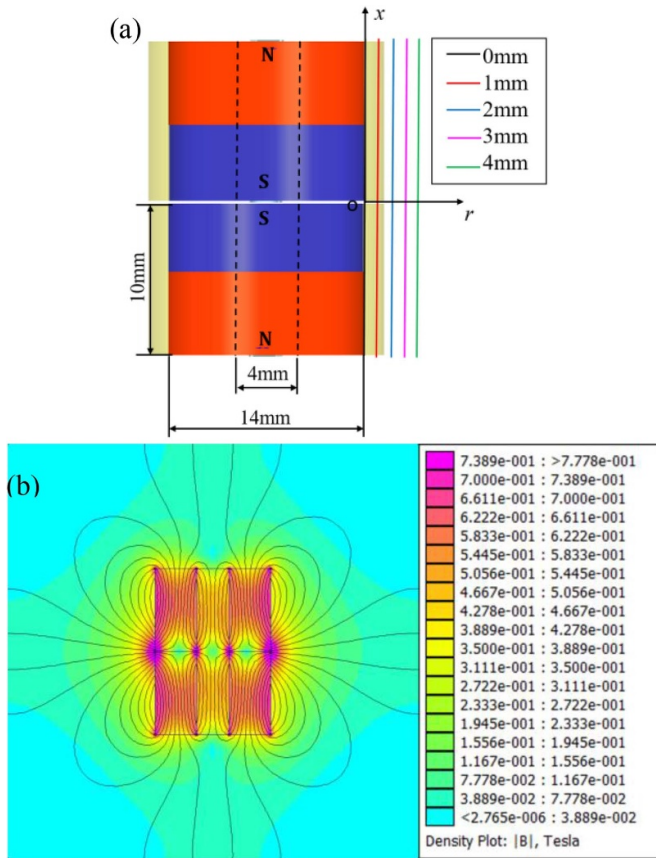 (a)
x
N
0mm
1mm
2mm
3mm
4mm
S
O
r
S
10mm
N
4mm
14mm
(b)
7.389e-001 : >7.778e-001
7.000e-001 : 7.389e-001
6.611e-001 : 7.000e-001
6.222e-001 : 6.611e-001
5.833e-001 : 6.222e-001
5.445e-001 : 5.833e-001
5.056e-001 : 5.445e-001
4.667e-001 : 5.056e-001
4.278e-001 : 4.667e-001
3.889e-001 : 4.278e-001
3.500e-001 : 3.889e-001
3.111e-001 : 3.500e-001
2.722e-001 : 3.111e-001
2.333e-001 : 2.722e-001
1.945e-001 : 2.333e-001
1.556e-001 : 1.945e-001
1.167e-001 : 1.556e-001
7.778e-002 : 1.167e-001
3.889e-002 : 7.778e-002
<2.765e-006 : 3.889e-002
Density Plot: |B|, Tesla